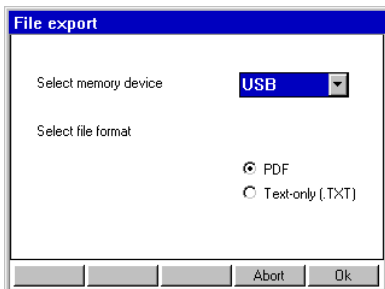 File export
Select memory device
USB
Select file format
PDF
Text-only (.TXT)
Abort
Ok